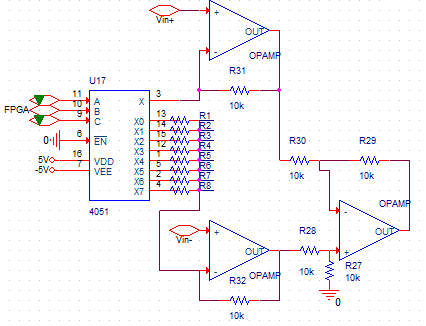 Vin+
+
-
OUT
OPAMP
R31
10k
U17
FPGA
11
10
9
A
B
C
X
3
6
0
EN
16
7
5V
-5V
VDD
VEE
4051
X0
X1
X2
X3
X4
X5
X6
X7
13
14
15
12
1
5
2
4
R1
R2
R3
R4
R5
R6
R7
R8
R30
10k
R29
10k
Vin-
+
-
OUT
OPAMP
R32
10k
R28
10k
R27
10k
0
-
+
OUT
OPAMP